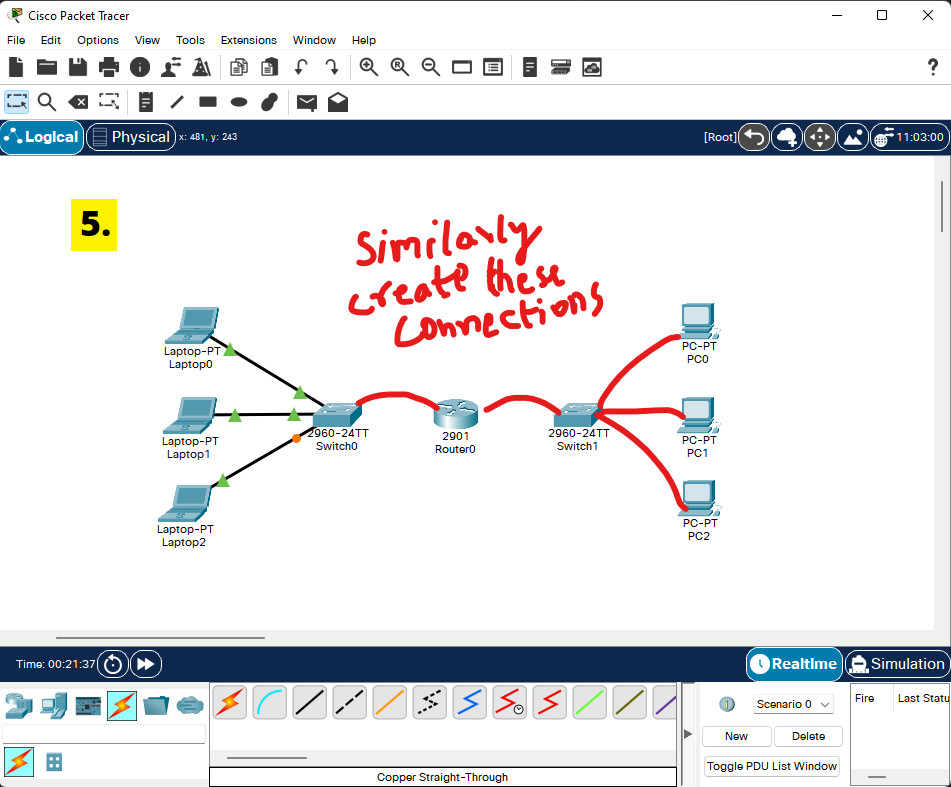 Cisco Packet Tracer
File Edit Options View Tools Extensions Window Help
?
Logical Physical x: 481, y: 243 [Root] 11:03:00
5.
Similarly
create these
connections
Laptop-PT
Laptop0
Laptop-PT
Laptop1
Laptop-PT
Laptop2
2960-24TT
Switch0
2901
Router0
2960-24TT
Switch1
PC-PT
PC0
PC-PT
PC1
PC-PT
PC2
Time: 00:21:37 Realtime Simulation
Scenario 0
New Delete
Toggle PDU List Window
Fire Last Statu
Copper Straight-Through